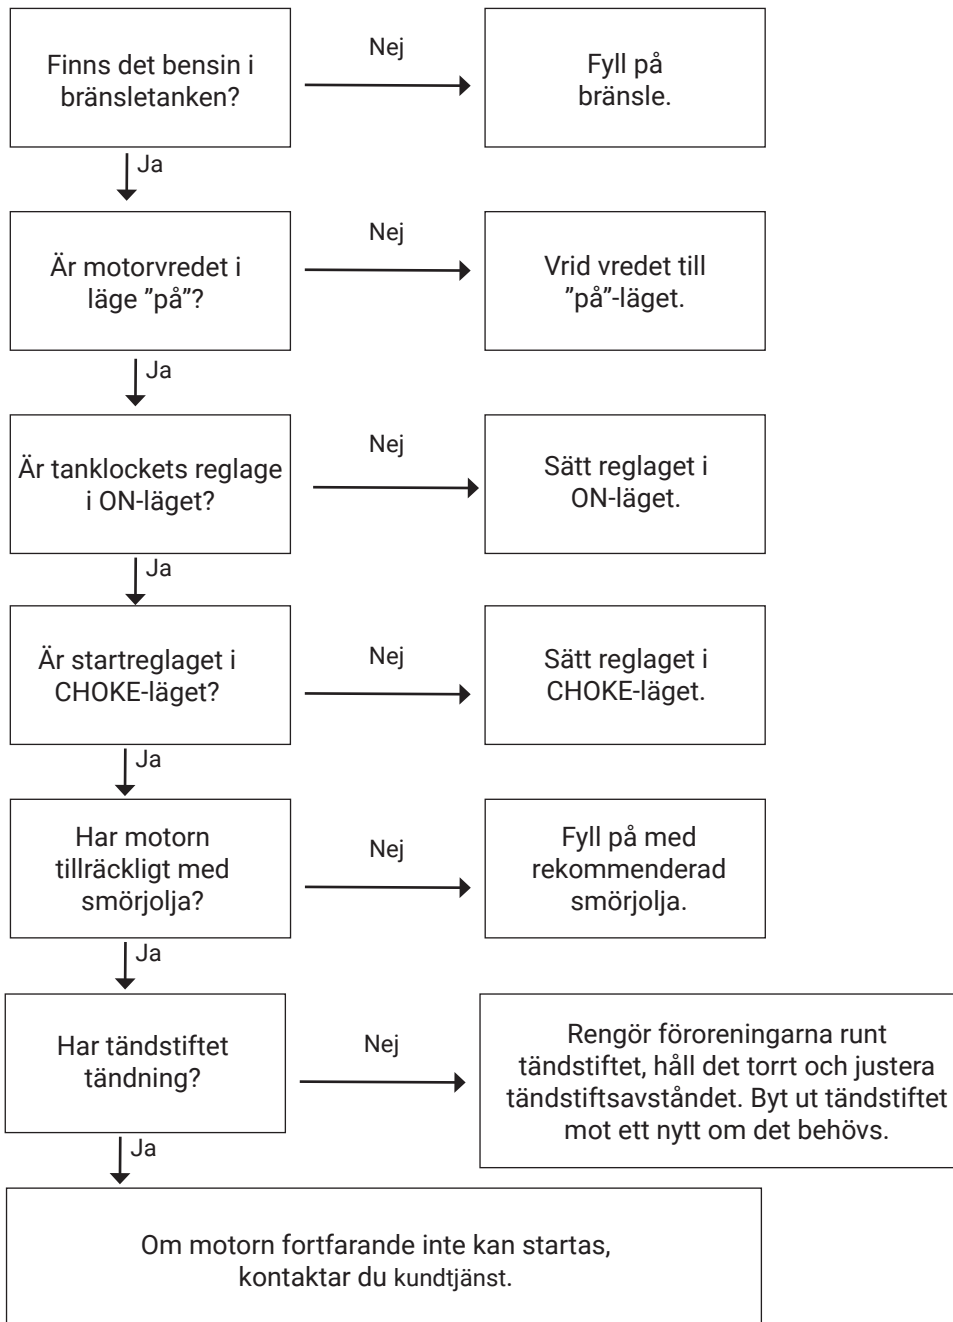 Finns det bensin i
bränsletanken?
Nej
Fyll på
bränsle.
Ja
Är motorvredet i
läge ”på”?
Nej
Vrid vredet till
”på”-läget.
Ja
Är tanklockets reglage
i ON-läget?
Nej
Sätt reglaget i
ON-läget.
Ja
Är startreglaget i
CHOKE-läget?
Nej
Sätt reglaget i
CHOKE-läget.
Ja
Har motorn
tillräckligt med
smörjolja?
Nej
Fyll på med
rekommenderad
smörjolja.
Ja
Har tändstiftet
tändning?
Nej
Rengör föroreningarna runt
tändstiftet, håll det torrt och justera
tändstiftsavståndet. Byt ut tändstiftet
mot ett nytt om det behövs.
Ja
Om motorn fortfarande inte kan startas,
kontaktar du kundtjänst.